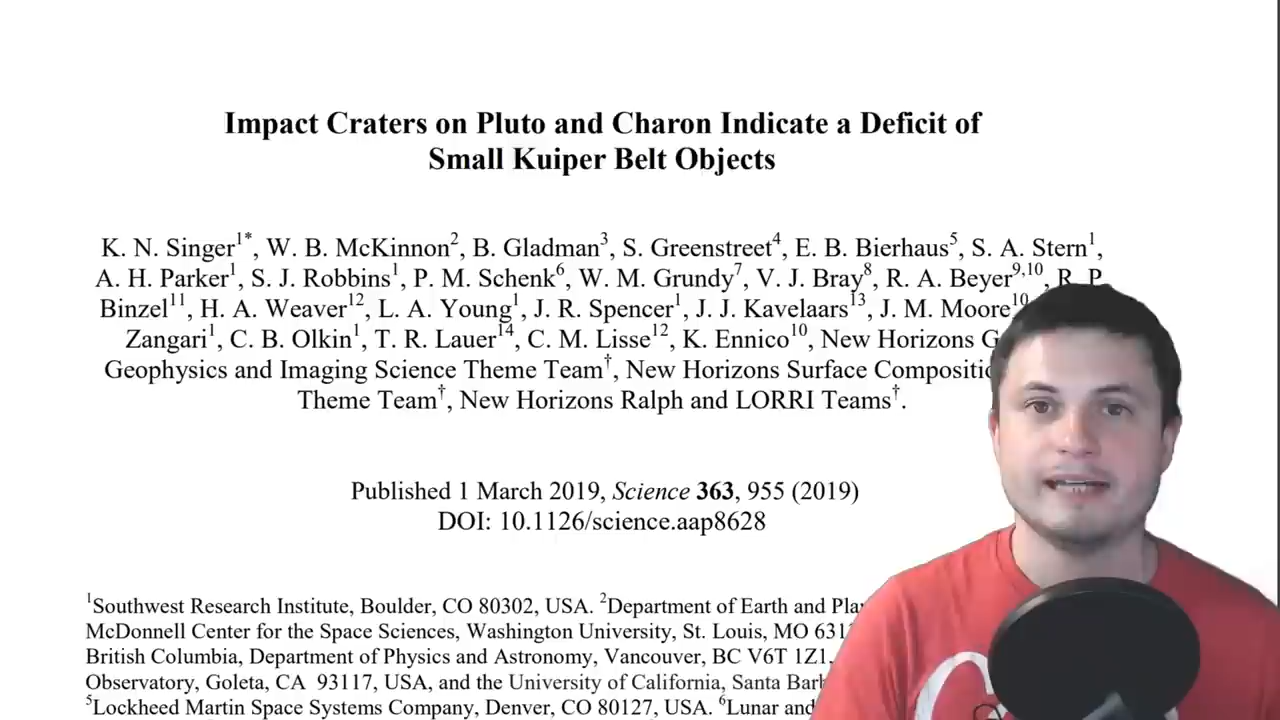 Impact Craters on Pluto and Charon Indicate a Deficit of
Small Kuiper Belt Objects
K. N. Singer1*, W. B. McKinnon2, B. Gladman3, S. Greenstreet4, E. B. Bierhaus5, S. A. Stern1,
A. H. Parker1, S. J. Robbins1, P. M. Schenk6, W. M. Grundy7, V. J. Bray8, R. A. Beyer9,10, R. P.
Binzel11, H. A. Weaver12, L. A. Young1, J. R. Spencer1, J. J. Kavelaars13, J. M. Moore10
Zangari1, C. B. Olkin1, T. R. Lauer14, C. M. Lisse12, K. Ennico10, New Horizons G
Geophysics and Imaging Science Theme Team†, New Horizons Surface
Theme Team†, New Horizons Ralph and LORRI Teams†.
Published 1 March 2019, Science 363, 955 (2019)
DOI: 10.1126/science.aap8628
1Southwest Research Institute, Boulder, CO 80302, USA. 2Department of Earth and
McDonnell Center for the Space Sciences, Washington University, St. Louis, MO
British Columbia, Department of Physics and Astronomy, Vancouver, BC V6T 1Z1,
Observatory, Goleta, CA 93117, USA, and the University of California, Santa
5Lockheed Martin Space Systems Company, Denver, CO 80127, USA. 6Lunar and